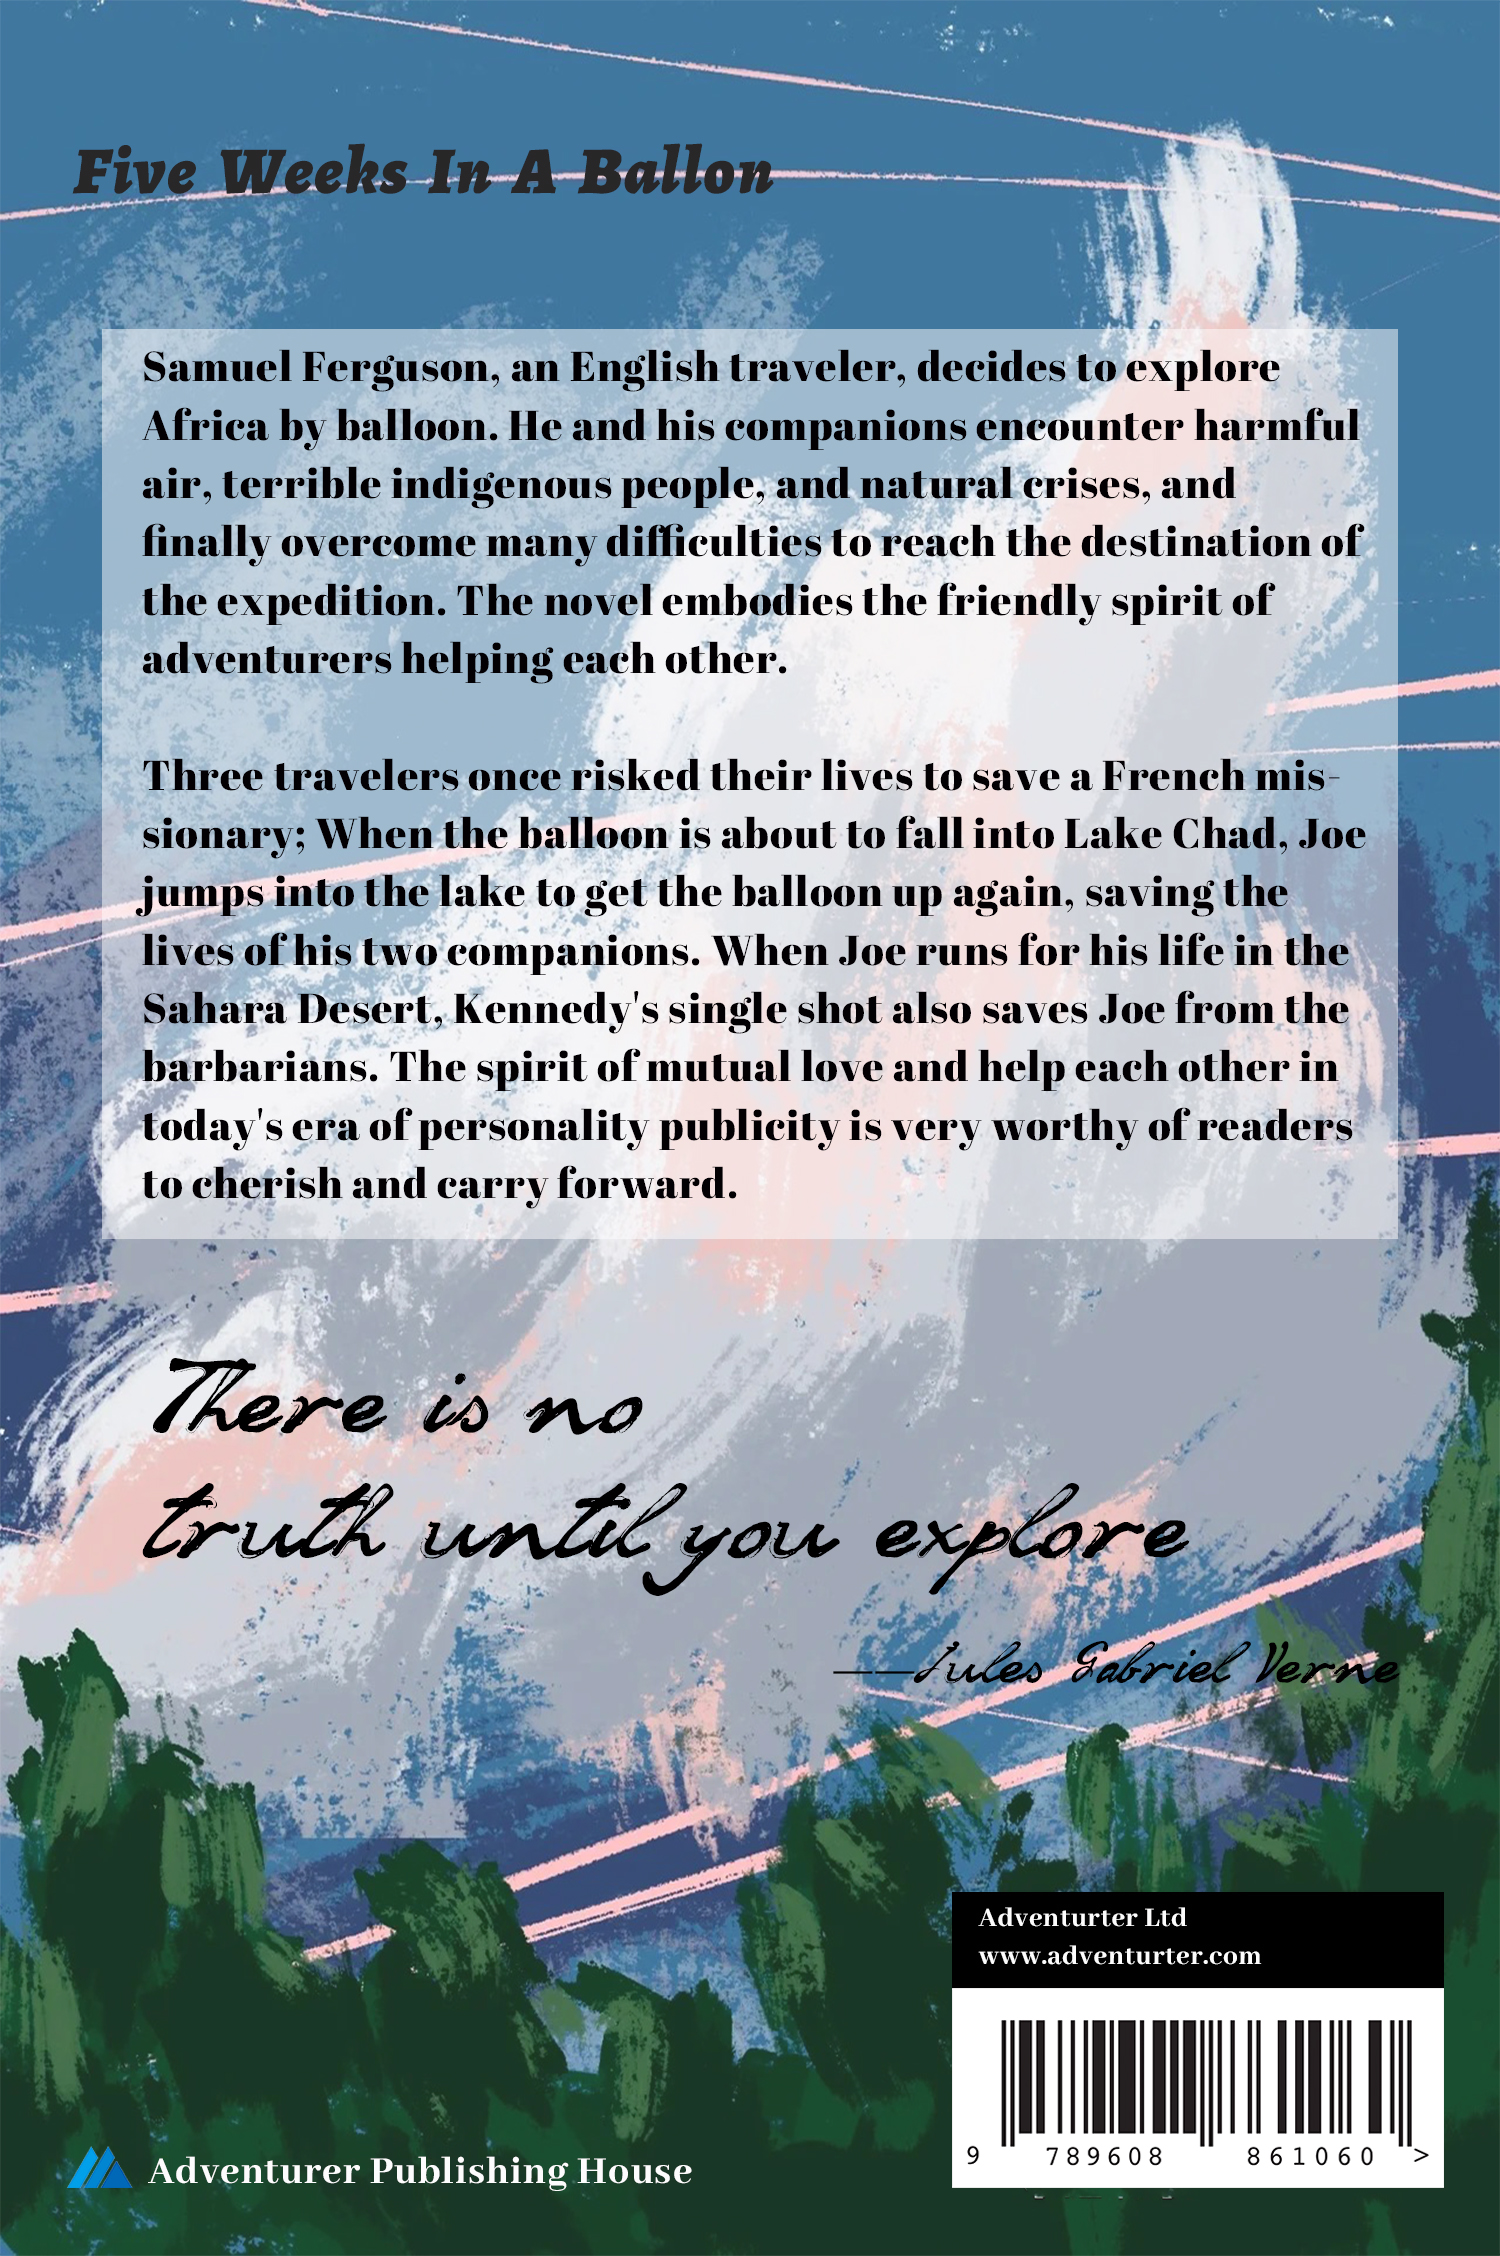 Five Weeks In A Ballon
Samuel Ferguson, an English traveler, decides to explore
Africa by balloon. He and his companions encounter harmful
air, terrible indigenous people, and natural crises, and
finally overcome many difficulties to reach the destination of
the expedition. The novel embodies the friendly spirit of
adventurers helping each other.
Three travelers once risked their lives to save a French mis-
sionary; When the balloon is about to fall into Lake Chad, Joe
jumps into the lake to get the balloon up again, saving the
lives of his two companions. When Joe runs for his life in the
Sahara Desert, Kennedy's single shot also saves Joe from the
barbarians. The spirit of mutual love and help each other in
today's era of personality publicity is very worthy of readers
to cherish and carry forward.
There is no
truth until you explore
——Jules Gabriel Verne
Adventurter Ltd
www.adventurter.com
9 789608 861060 >
Adventurer Publishing House